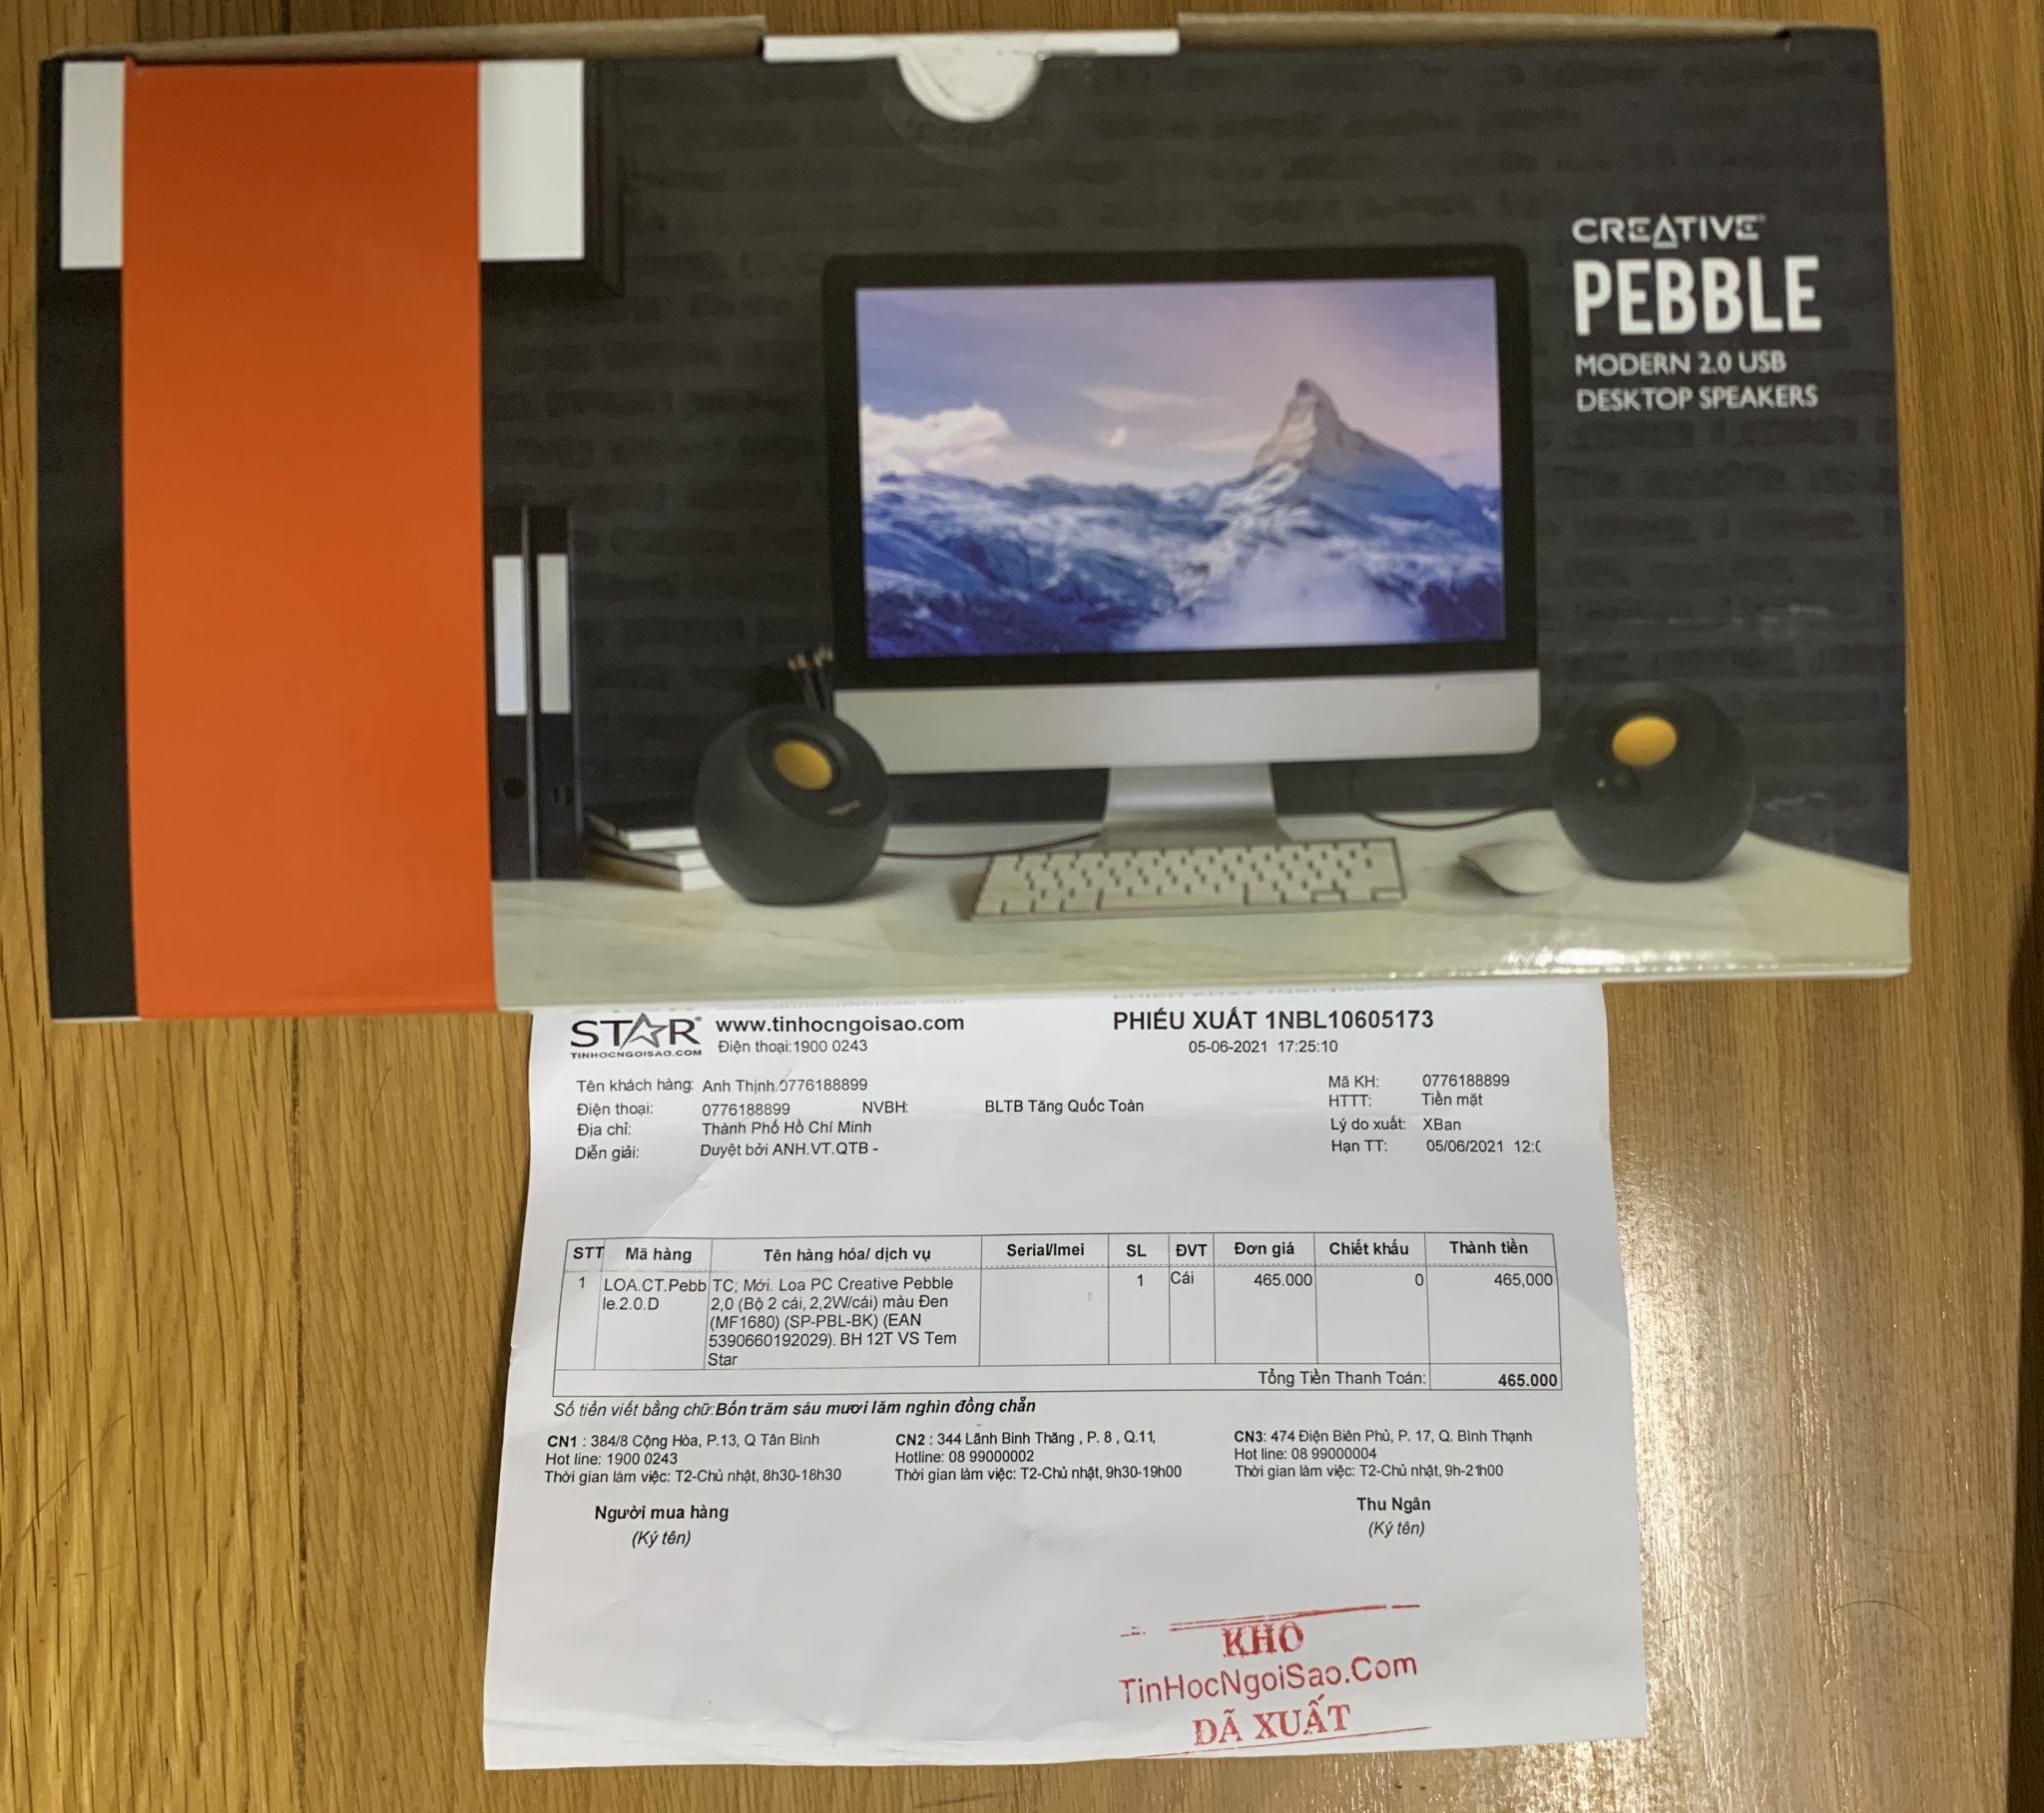 CREATIVE
PEBBLE
MODERN 2.0 USB
DESKTOP SPEAKERS
STAR www.tinhocngoisao.com
TINHOCNGOISAO.COM Điện thoại:1900 0243
PHIẾU XUẤT 1NBL10605173
05-06-2021 17:25:10
Tên khách hàng: Anh Thịnh.0776188899
Điện thoại: 0776188899 NVBH: BLTB Tăng Quốc Toàn
Địa chỉ: Thành Phố Hồ Chí Minh
Diễn giải: Duyệt bởi ANH.VT.QTB -
Mã KH: 0776188899
HTTT: Tiền mặt
Lý do xuất: XBan
Hạn TT: 05/06/2021 12:0
STT Mã hàng Tên hàng hóa/ dịch vụ Serial/Imei SL ĐVT Đơn giá Chiết khấu Thành tiền
1 LOA.CT.Pebb TC; Mới. Loa PC Creative Pebble 1 Cái 465.000 0 465,000
le.2.0.D 2,0 (Bộ 2 cái, 2,2W/cái) màu Đen
(MF1680) (SP-PBL-BK) (EAN
5390660192029). BH 12T VS Tem
Star
Tổng Tiền Thanh Toán: 465.000
Số tiền viết bằng chữ:Bốn trăm sáu mươi lăm nghìn đồng chẵn
CN1 : 384/8 Cộng Hòa, P.13, Q Tân Bình
Hot line: 1900 0243
Thời gian làm việc: T2-Chủ nhật, 8h30-18h30
CN2 : 344 Lãnh Binh Thăng , P. 8 , Q.11,
Hotline: 08 99000002
Thời gian làm việc: T2-Chủ nhật, 9h30-19h00
CN3: 474 Điện Biên Phủ, P. 17, Q. Bình Thạnh
Hot line: 08 99000004
Thời gian làm việc: T2-Chủ nhật, 9h-21h00
Người mua hàng
(Ký tên)
Thu Ngân
(Ký tên)
KHO
TinHocNgoiSao.Com
ĐÃ XUẤT